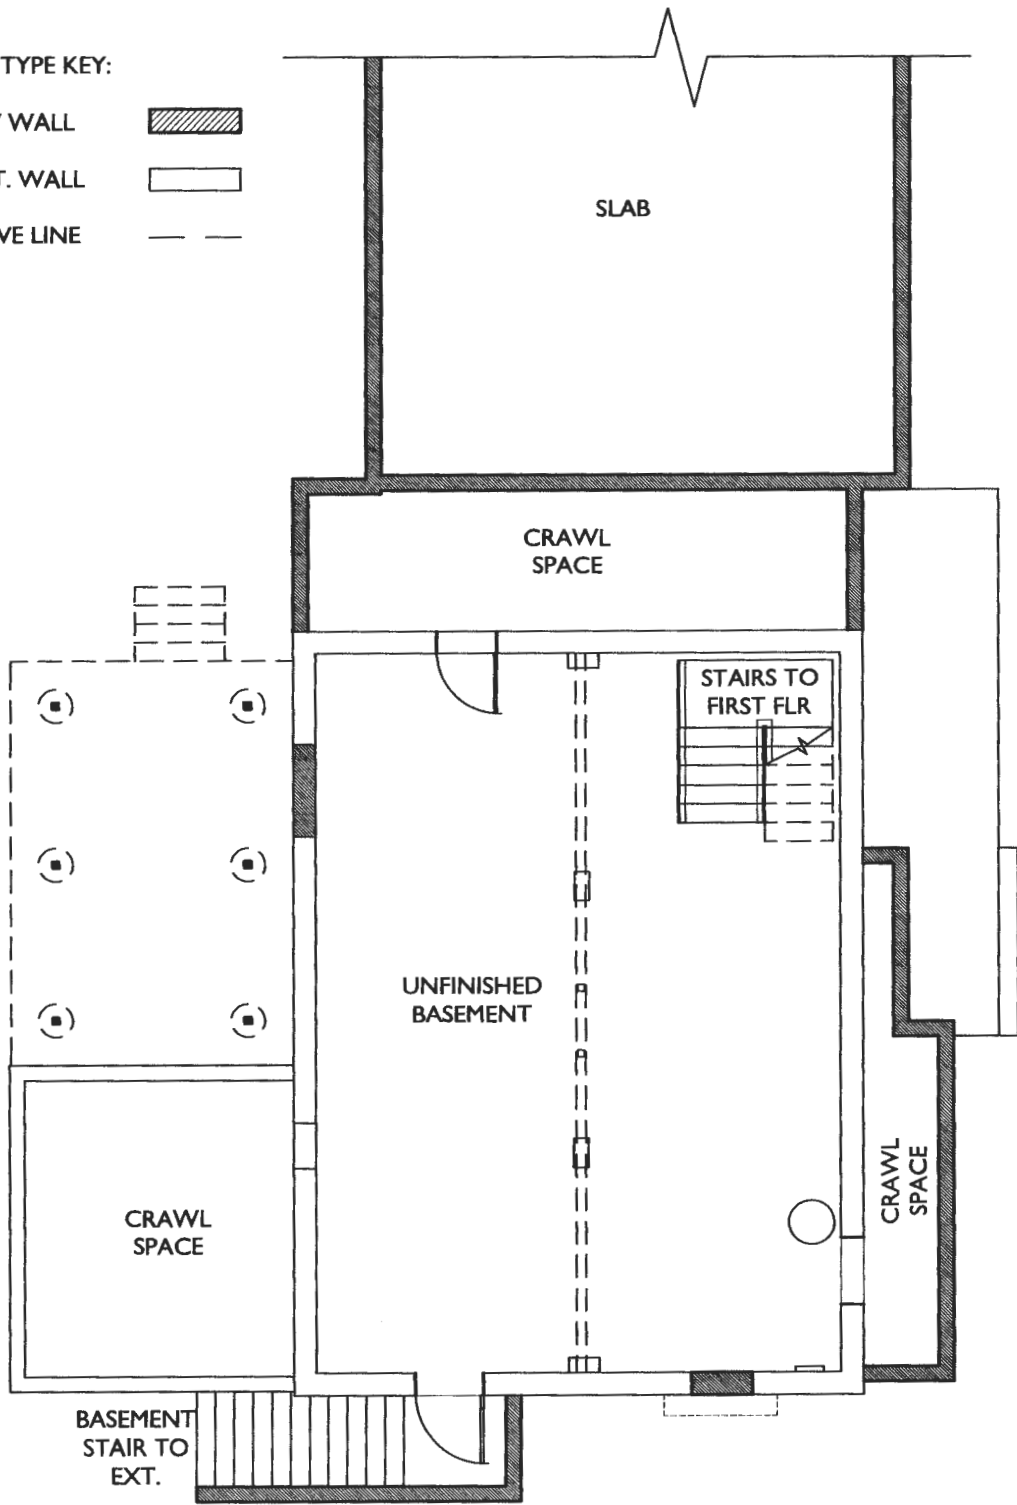 TYPE KEY:
WALL
T. WALL
VE LINE
SLAB
CRAWL
SPACE
STAIRS TO
FIRST FLR
UNFINISHED
BASEMENT
CRAWL
SPACE
CRAWL
SPACE
BASEMENT
STAIR TO
EXT.